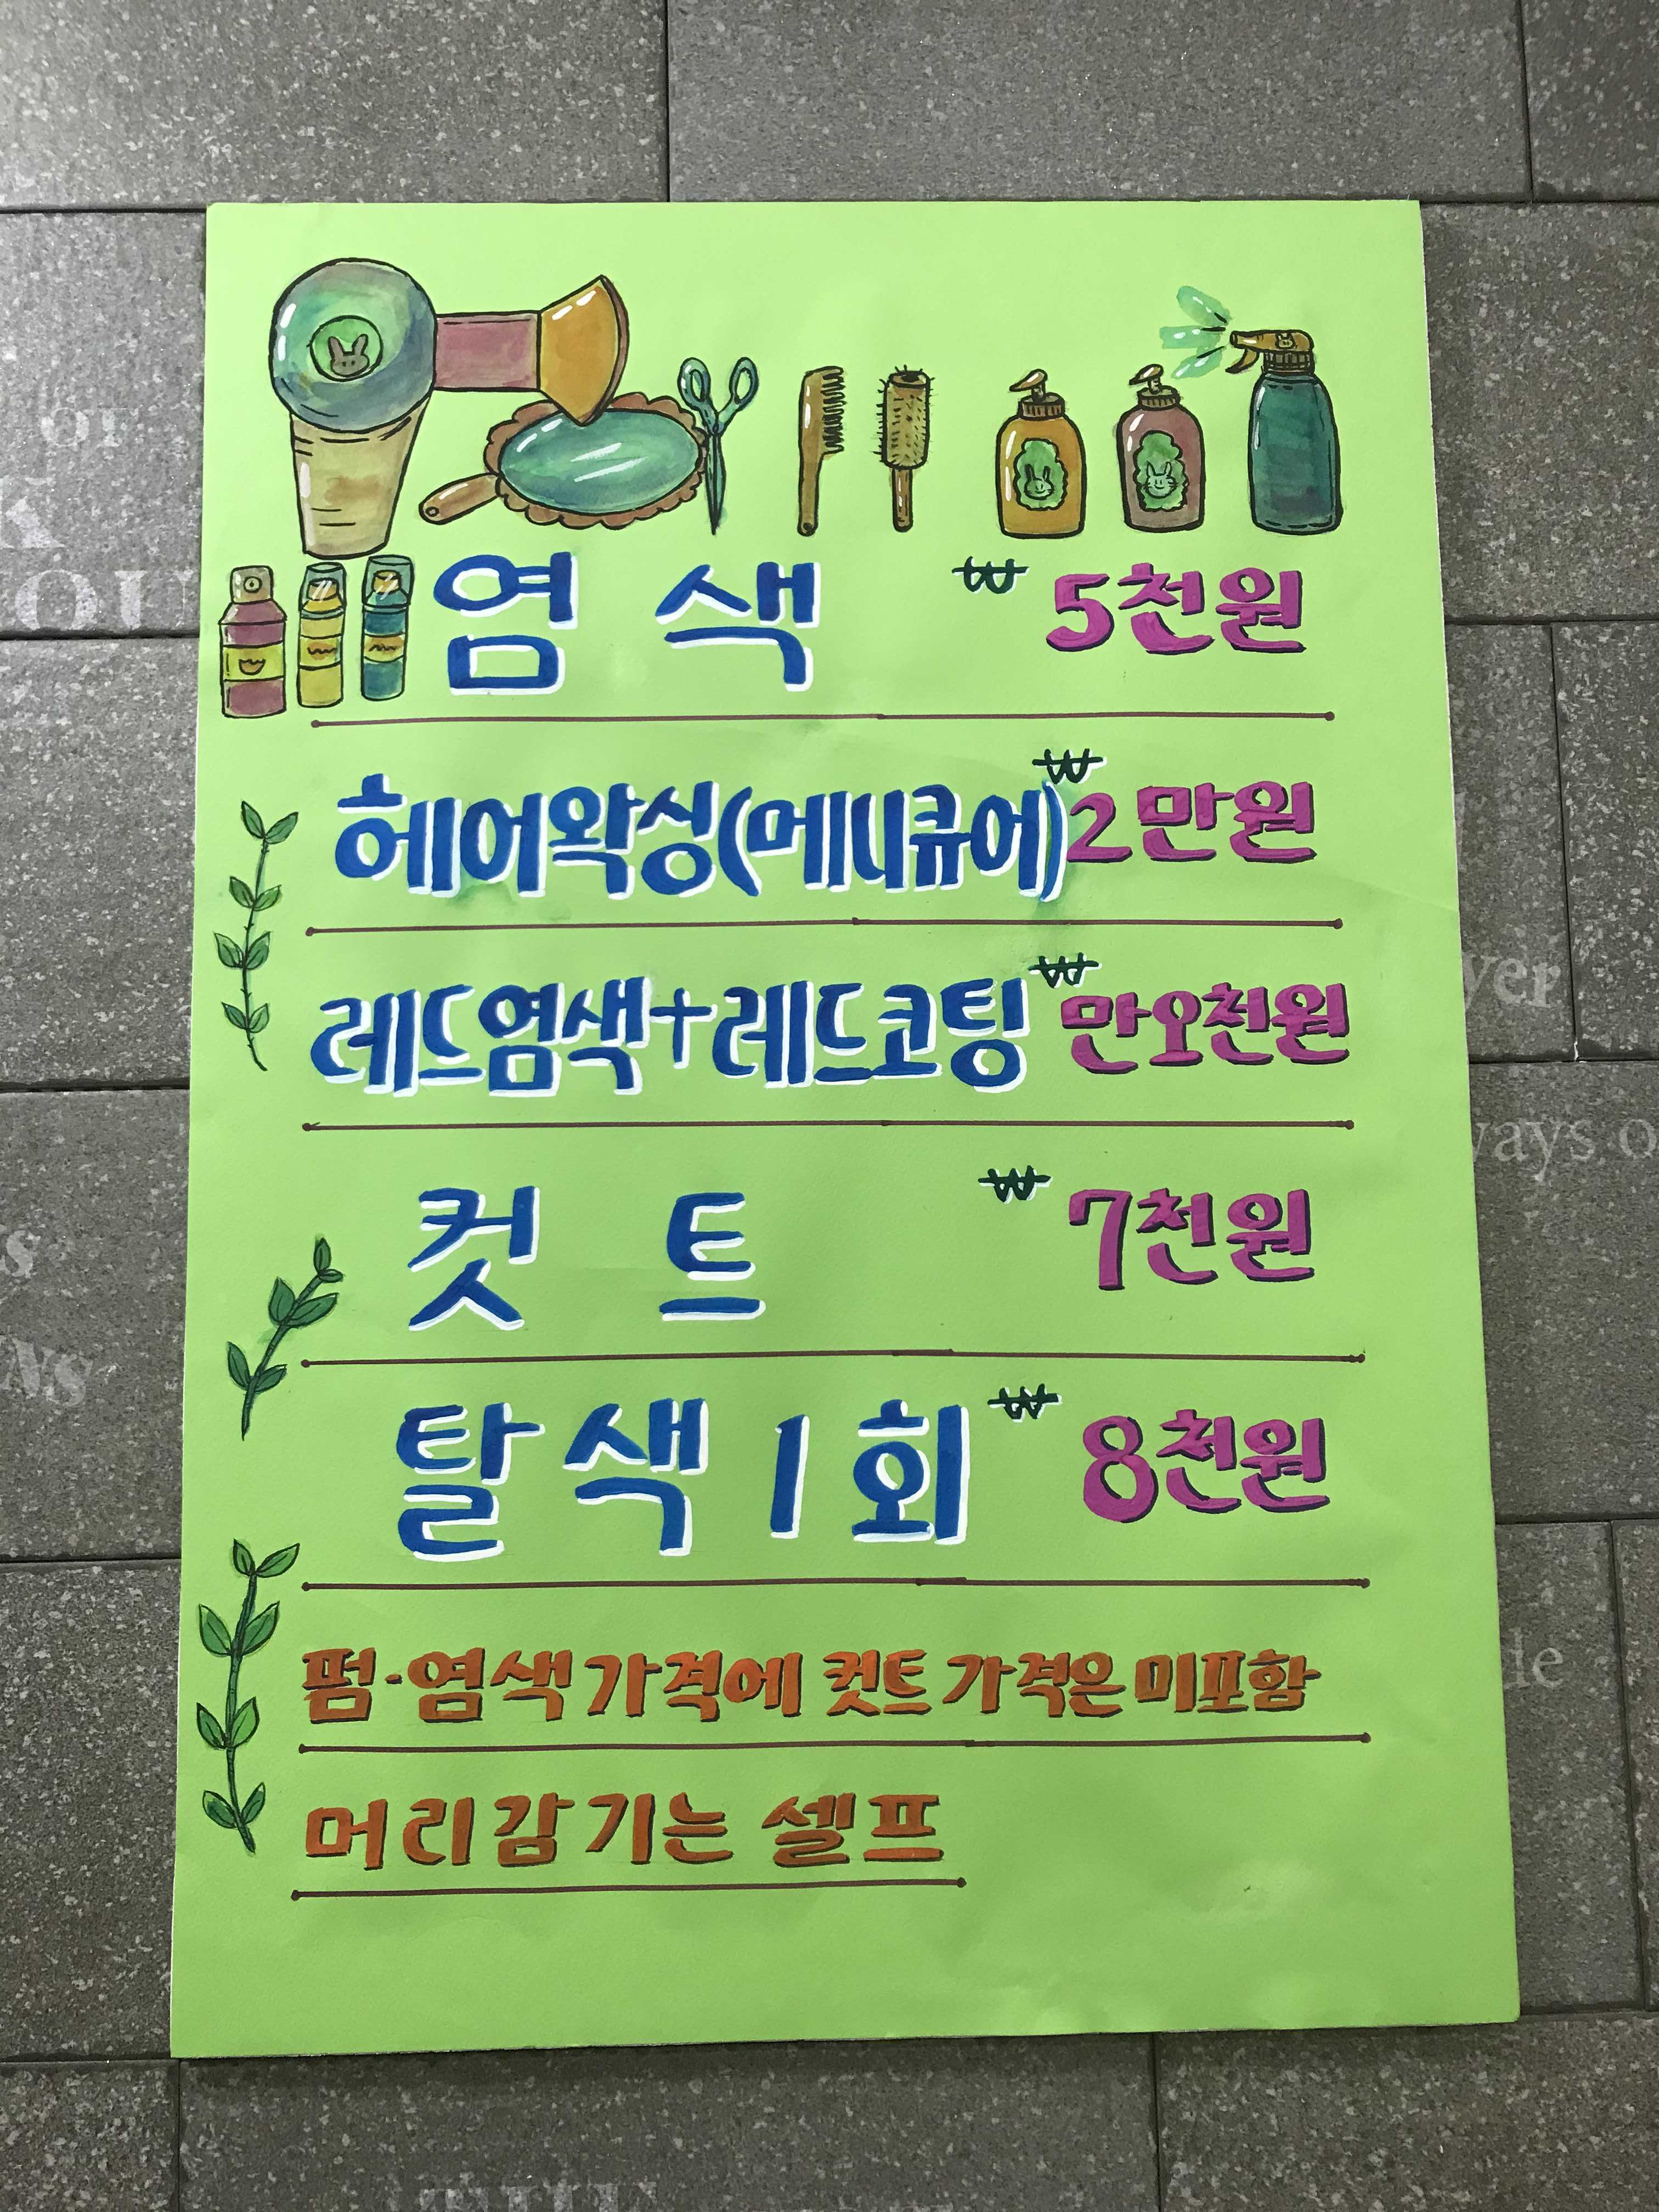 염색 ₩5천원
헤어왁싱(메니큐어) ₩2만원
레드염색+레드코팅 ₩만오천원
컷트 ₩7천원
탈색1회 ₩8천원
펌·염색가격에 컷트가격은미포함
머리감기는 셀프